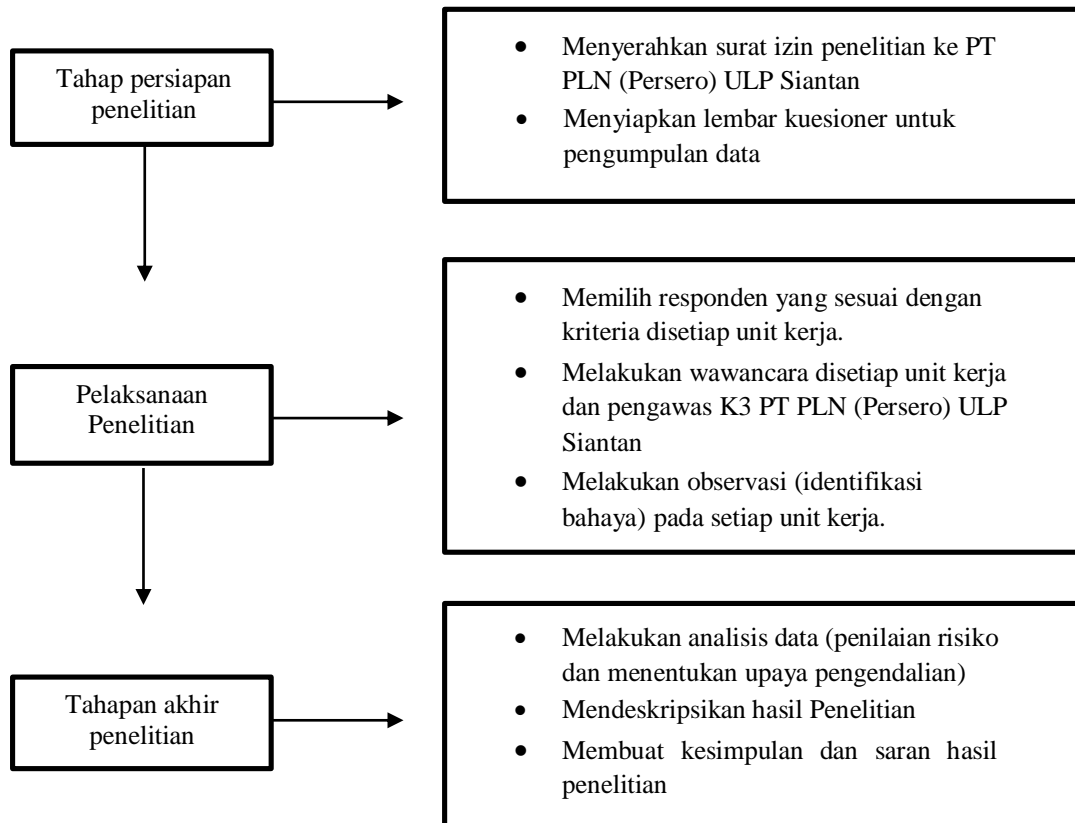 Tahap persiapan
penelitian
• Menyerahkan surat izin penelitian ke PT
PLN (Persero) ULP Siantan
• Menyiapkan lembar kuesioner untuk
pengumpulan data
Pelaksanaan
Penelitian
• Memilih responden yang sesuai dengan
kriteria disetiap unit kerja.
• Melakukan wawancara disetiap unit kerja
dan pengawas K3 PT PLN (Persero) ULP
Siantan
• Melakukan observasi (identifikasi
bahaya) pada setiap unit kerja.
Tahapan akhir
penelitian
• Melakukan analisis data (penilaian risiko
dan menentukan upaya pengendalian)
• Mendeskripsikan hasil Penelitian
• Membuat kesimpulan dan saran hasil
penelitian